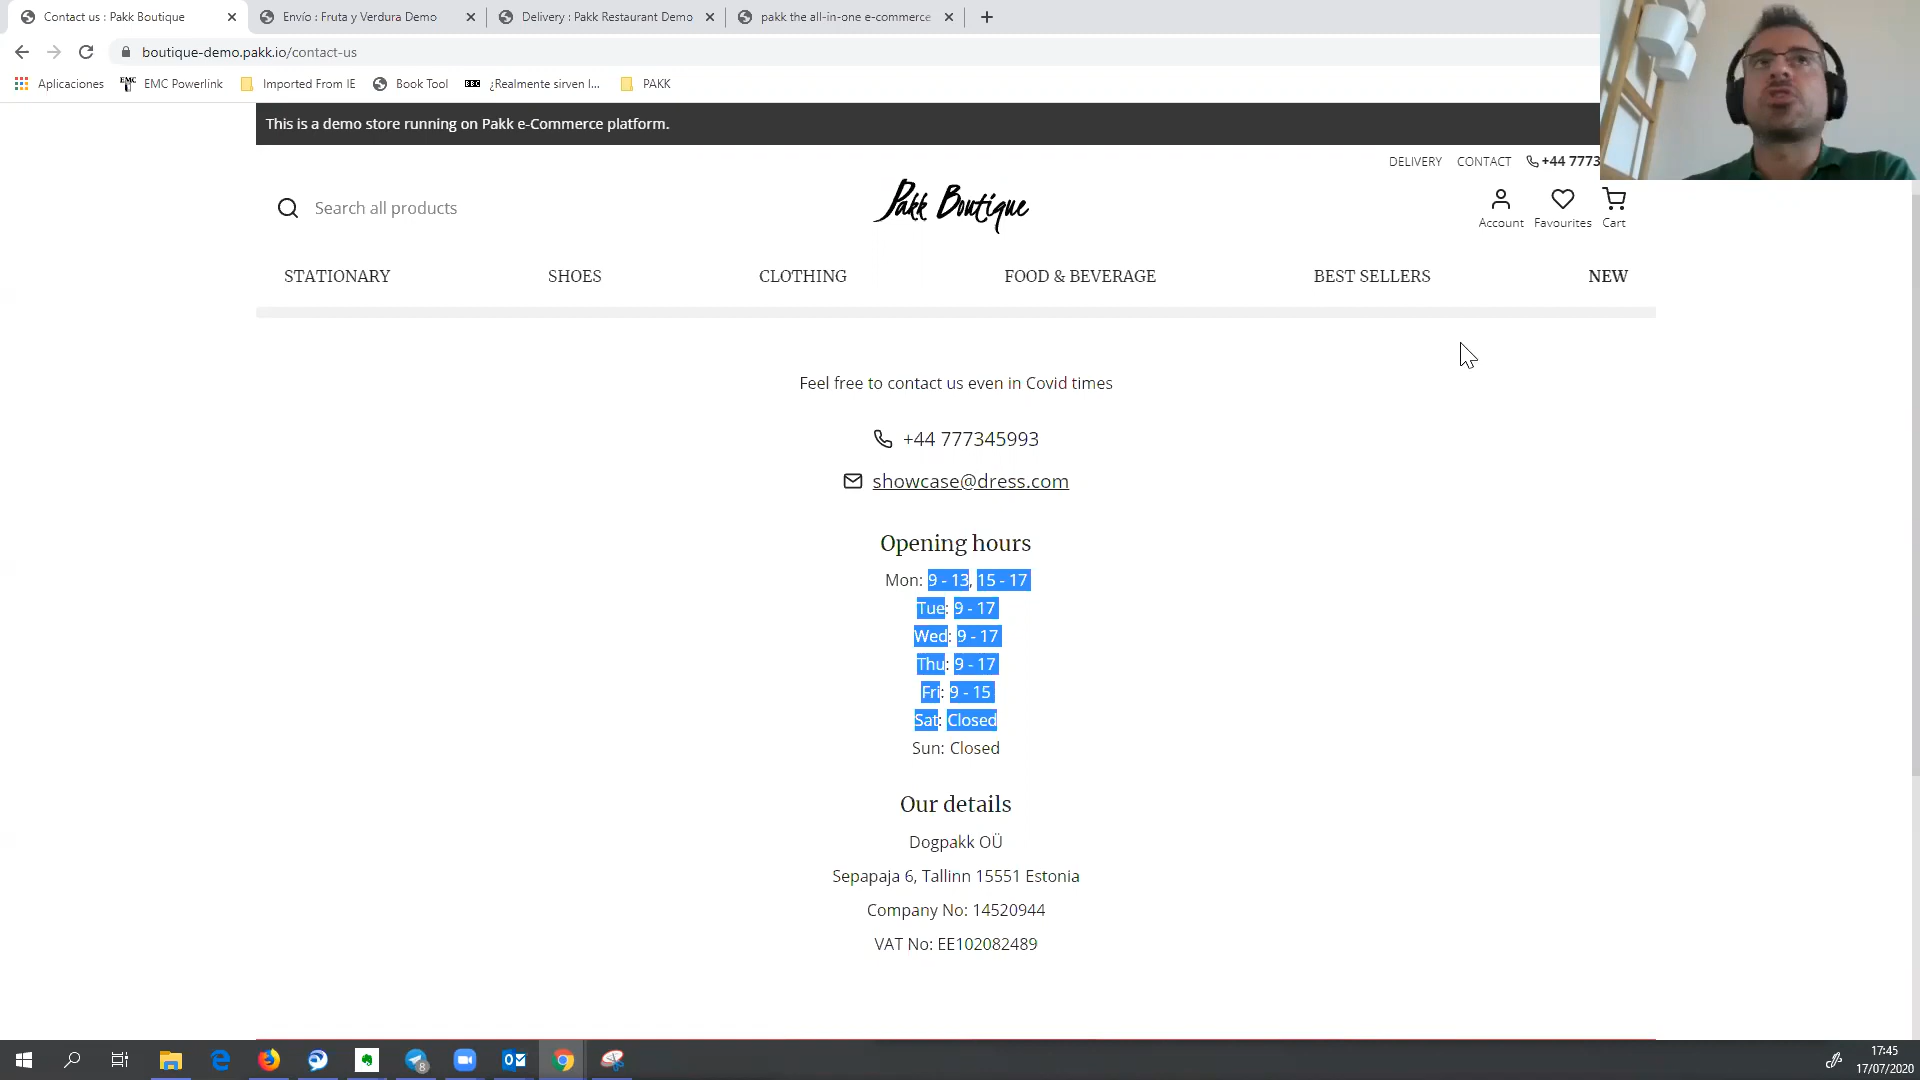 Contact us : Pakk Boutique
Envío : Fruta y Verdura Demo
Delivery : Pakk Restaurant Demo
pakk the all-in-one e-commerce
boutique-demo.pakk.io/contact-us
Aplicaciones
EMC Powerlink
Imported From IE
Book Tool
BBC ¿Realmente sirven l...
PAKK
This is a demo store running on Pakk e-Commerce platform.
DELIVERY CONTACT +44 7773
Search all products
Pakk Boutique
Account Favourites Cart
STATIONARY SHOES CLOTHING FOOD & BEVERAGE BEST SELLERS NEW
Feel free to contact us even in Covid times
+44 777345993
showcase@dress.com
Opening hours
Mon: 9 - 13, 15 - 17
Tue: 9 - 17
Wed: 9 - 17
Thu: 9 - 17
Fri: 9 - 15
Sat: Closed
Sun: Closed
Our details
Dogpakk OÜ
Sepapaja 6, Tallinn 15551 Estonia
Company No: 14520944
VAT No: EE102082489
8
17:45
17/07/2020